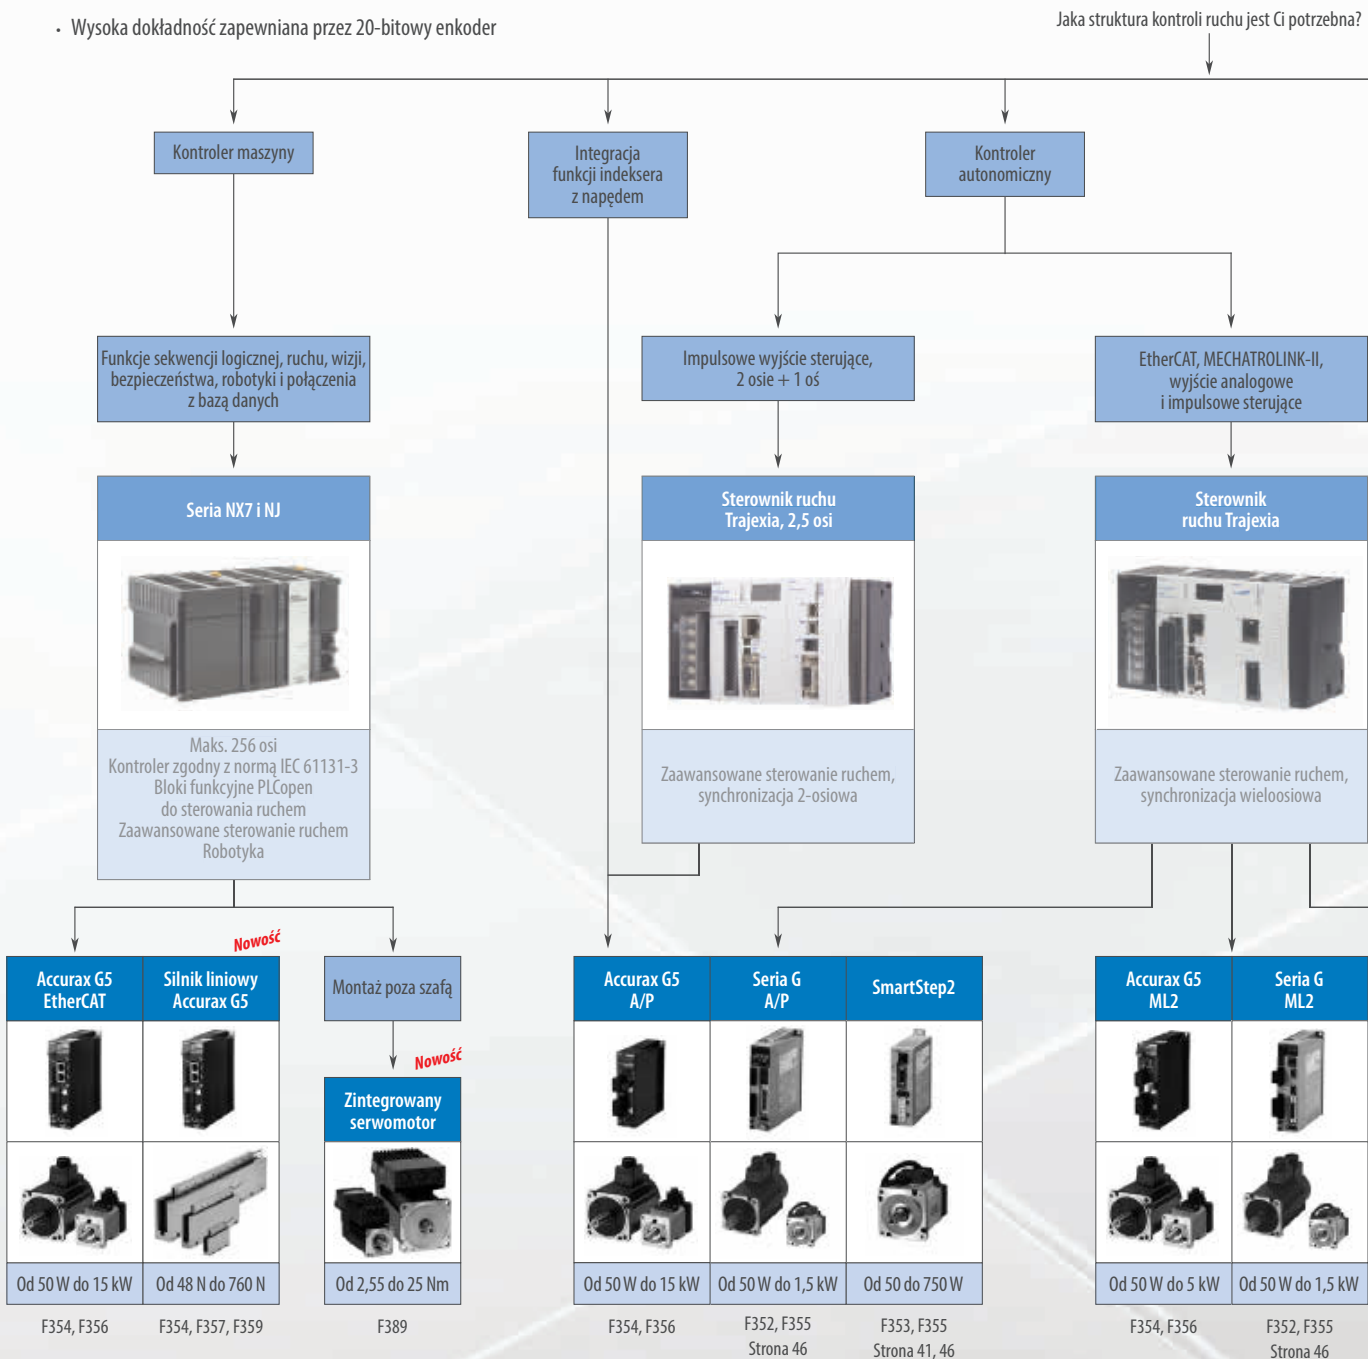 • Wysoka dokładność zapewniana przez 20-bitowy enkoder
Jaka struktura kontroli ruchu jest Ci potrzebna?
Kontroler maszyny
Integracja
funkcji indeksera
z napędem
Kontroler
autonomiczny
Funkcje sekwencji logicznej, ruchu, wizji,
bezpieczeństwa, robotyki i połączenia
z bazą danych
Impulsowe wyjście sterujące,
2 osie + 1 oś
EtherCAT, MECHATROLINK-II,
wyjście analogowe
i impulsowe sterujące
Seria NX7 i NJ
Sterownik ruchu
Trajexia, 2,5 osi
Sterownik
ruchu Trajexia
Maks. 256 osi
Kontroler zgodny z normą IEC 61131-3
Bloki funkcyjne PLCopen
do sterowania ruchem
Zaawansowane sterowanie ruchem
Robotyka
Zaawansowane sterowanie ruchem,
synchronizacja 2-osiowa
Zaawansowane sterowanie ruchem,
synchronizacja wieloosiowa
Nowość
Accurax G5
EtherCAT
Silnik liniowy
Accurax G5
Montaż poza szafą
Nowość
Zintegrowany
serwomotor
Accurax G5
A/P
Seria G
A/P
SmartStep2
Accurax G5
ML2
Seria G
ML2
Od 50 W do 15 kW
Od 48 N do 760 N
Od 2,55 do 25 Nm
Od 50 W do 15 kW
Od 50 W do 1,5 kW
Od 50 do 750 W
Od 50 W do 5 kW
Od 50 W do 1,5 kW
F354, F356
F354, F357, F359
F389
F354, F356
F352, F355
Strona 46
F353, F355
Strona 41, 46
F354, F356
F352, F355
Strona 46